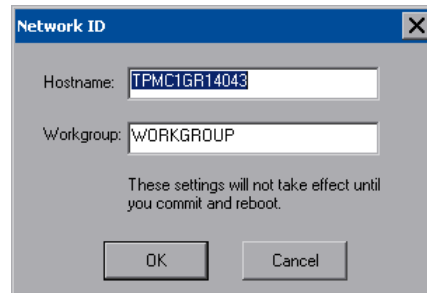 Network ID
Hostname: TPMC1GR14043
Workgroup: WORKGROUP
These settings will not take effect until
you commit and reboot.
OK Cancel